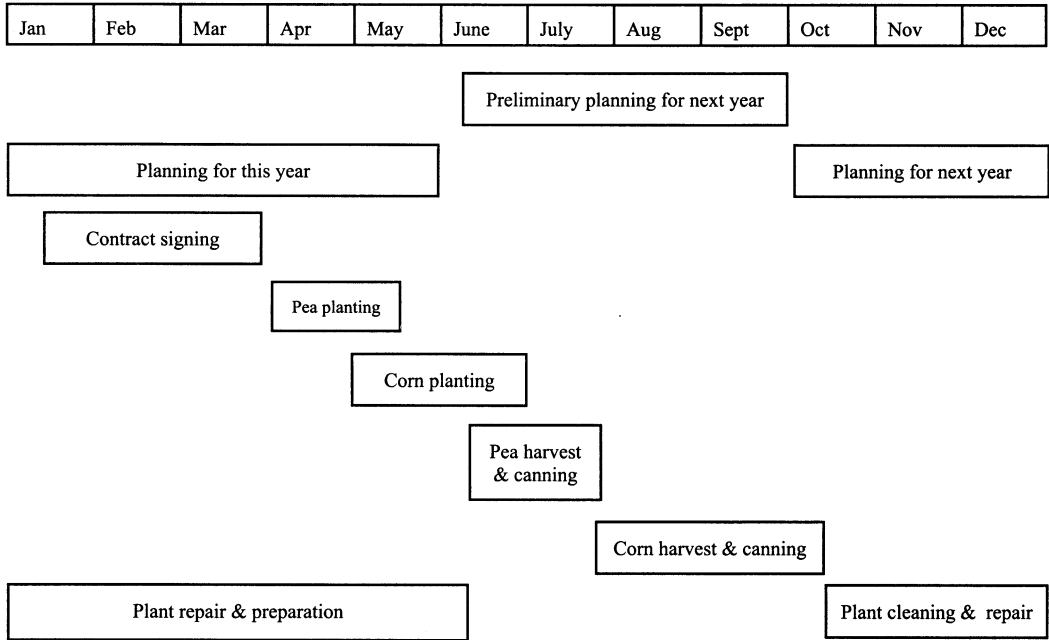 Jan Feb Mar Apr May June July Aug Sept Oct Nov Dec
Preliminary planning for next year
Planning for this year
Planning for next year
Contract signing
Pea planting
Corn planting
Pea harvest
& canning
Corn harvest & canning
Plant repair & preparation
Plant cleaning & repair